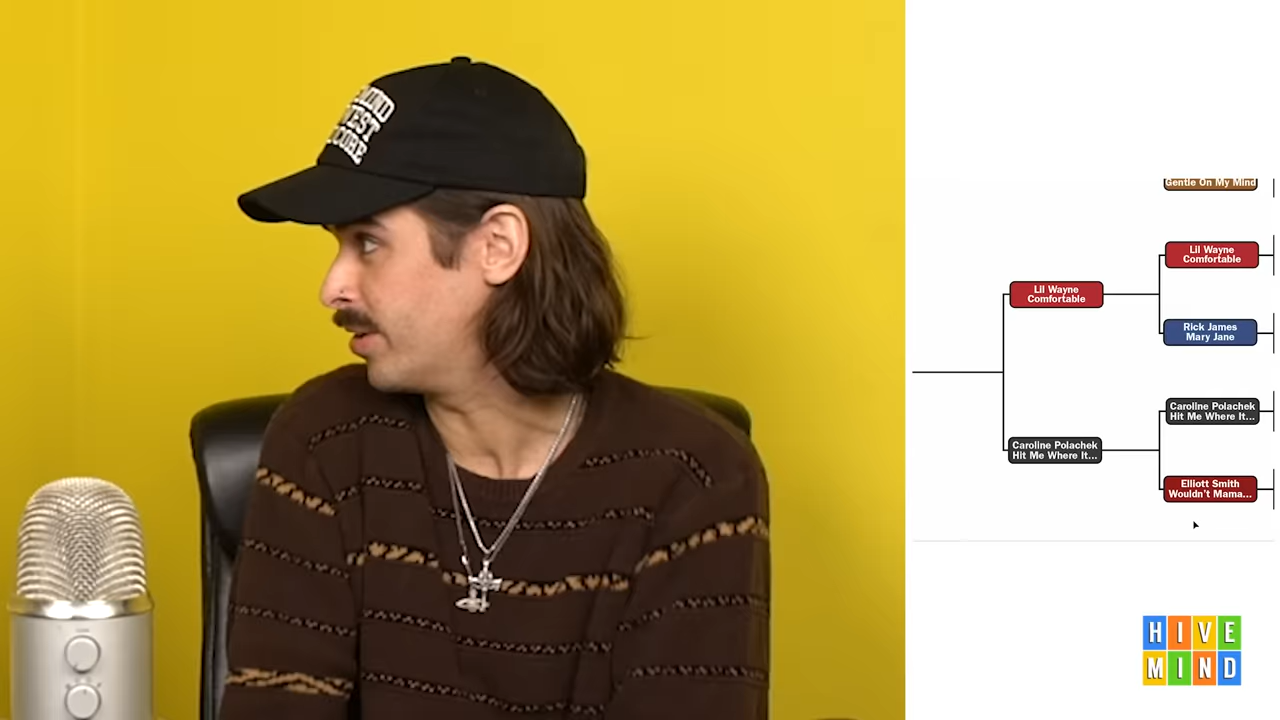 MIND
Gentle On My Mind
Lil Wayne
Comfortable
Lil Wayne
Comfortable
Rick James
Mary Jane
Caroline Polachek
Hit Me Where It...
Caroline Polachek
Hit Me Where It...
Elliott Smith
Wouldn't Mama...
HIVE
MIND